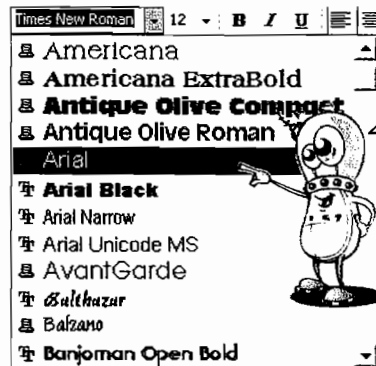 Times New Roman 12 B I U
Americana
Americana ExtraBold
Antique Olive Compact
Antique Olive Roman
Arial
Arial Black
Arial Narrow
Arial Unicode MS
AvantGarde
Balthazar
Balzano
Banjoman Open Bold